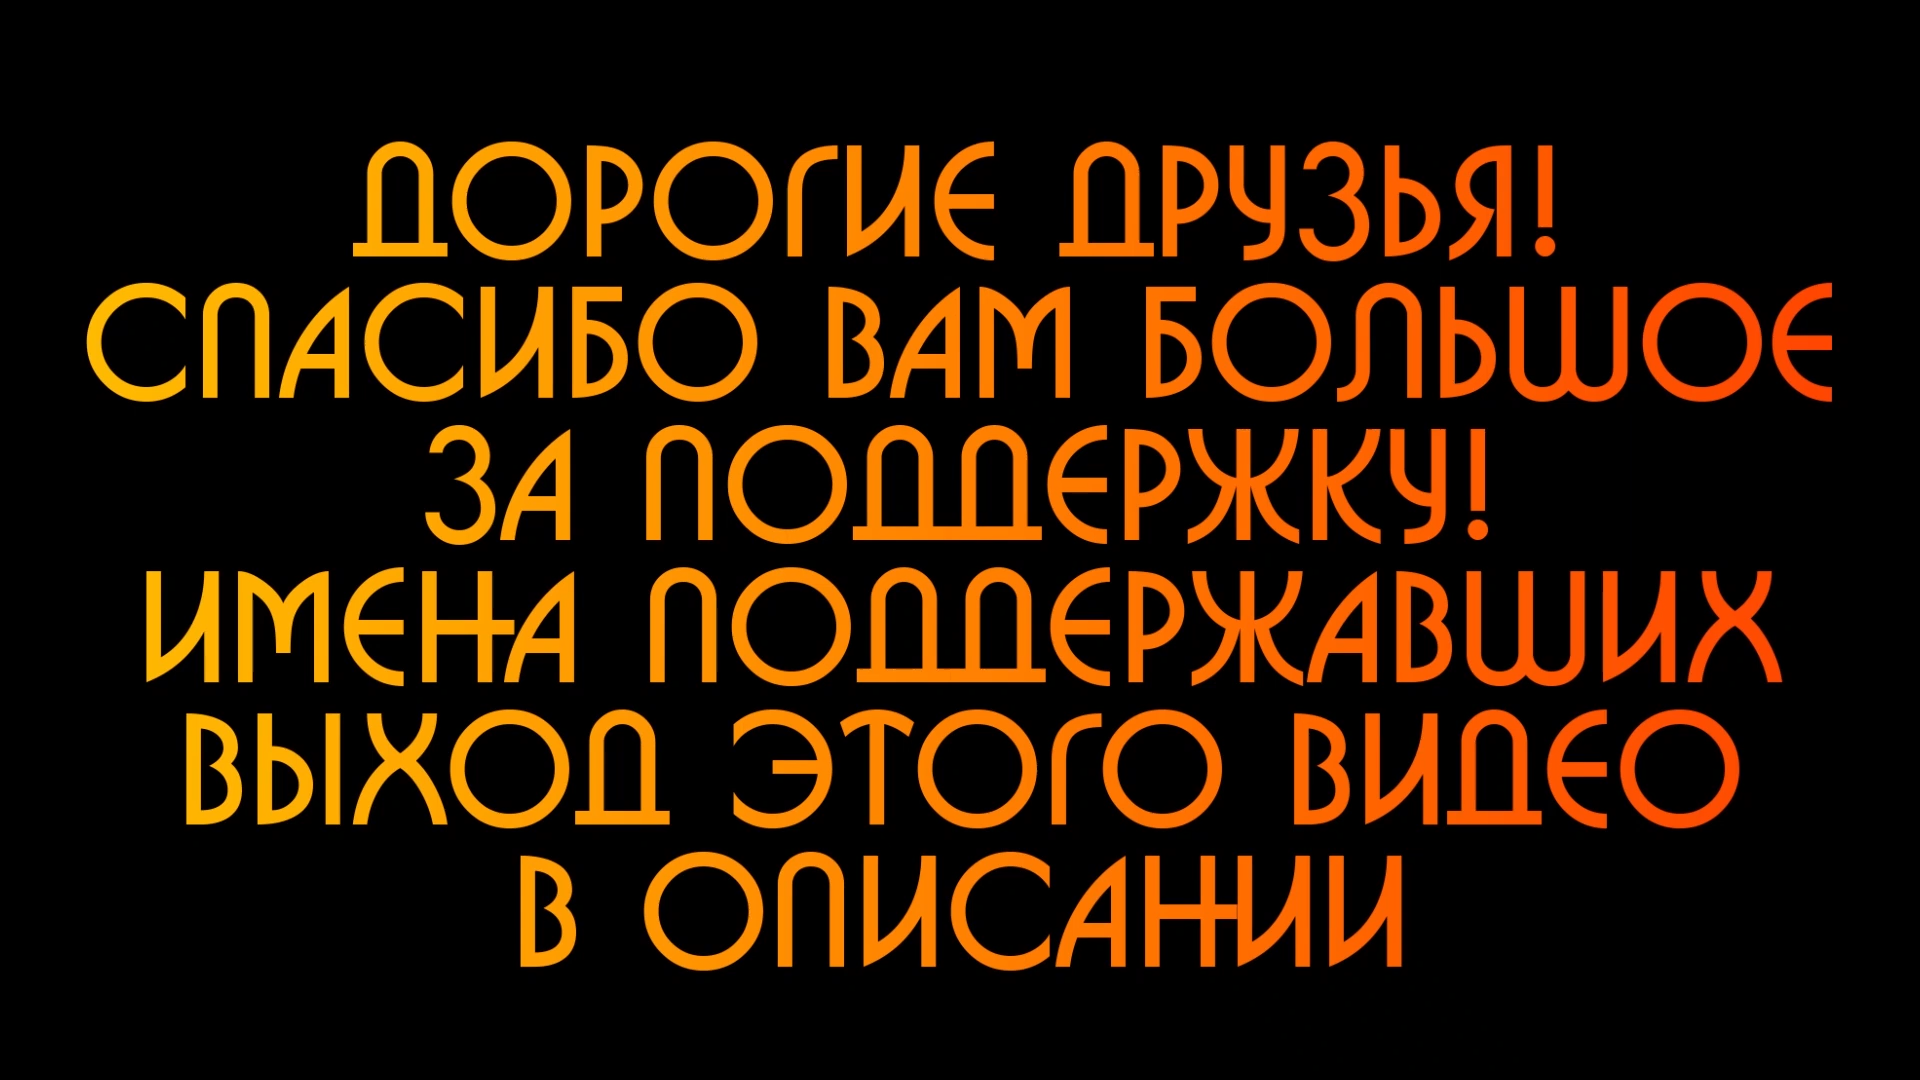 ДОРОГИЕ ДРУЗЬЯ!
СПАСИБО ВАМ БОЛЬШОЕ
ЗА ПОДДЕРЖКУ!
ИМЕНА ПОДДЕРЖАВШИХ
ВЫХОД ЭТОГО ВИДЕО
В ОПИСАНИИ